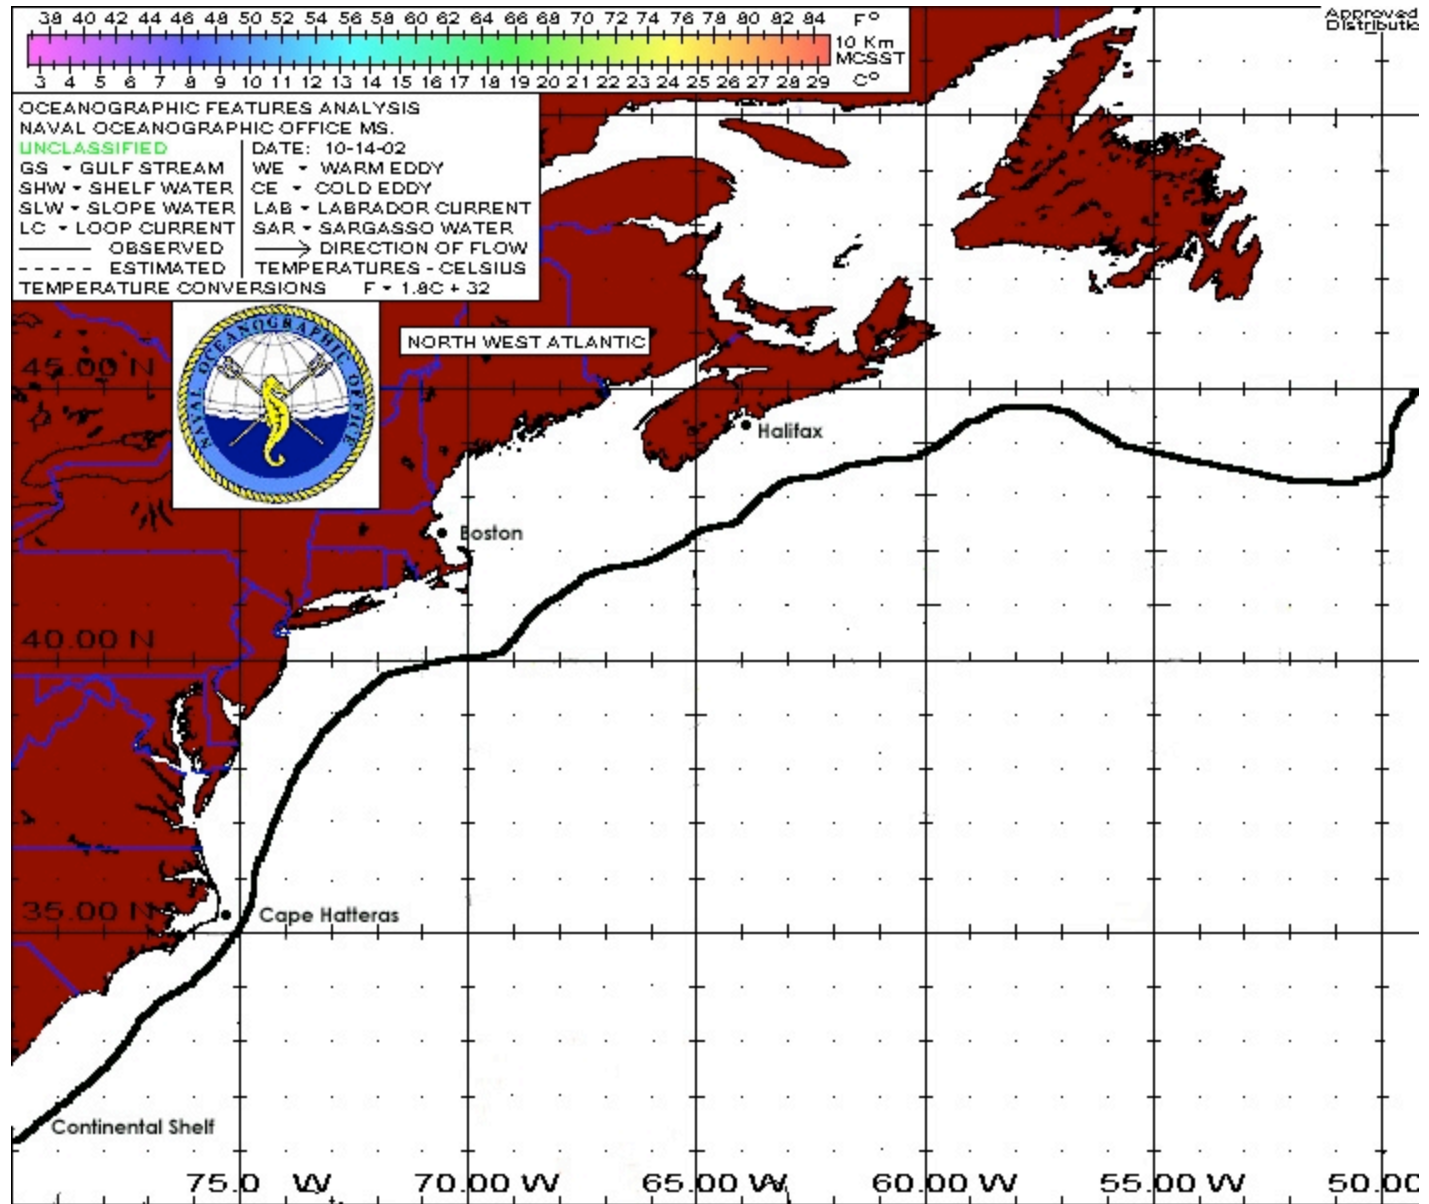 38 40 42 44 46 48 50 52 54 56 58 60 62 64 66 68 70 72 74 76 78 80 82 84 F°
10 Km
MCSST
3 4 5 6 7 8 9 10 11 12 13 14 15 16 17 18 19 20 21 22 23 24 25 26 27 28 29 C°
Approved
Distributio
OCEANOGRAPHIC FEATURES ANALYSIS
NAVAL OCEANOGRAPHIC OFFICE MS.
UNCLASSIFIED DATE: 10-14-02
GS - GULF STREAM WE - WARM EDDY
SHW - SHELF WATER CE - COLD EDDY
SLW - SLOPE WATER LAB - LABRADOR CURRENT
LC - LOOP CURRENT SAR - SARGASSO WATER
OBSERVED DIRECTION OF FLOW
ESTIMATED TEMPERATURES - CELSIUS
TEMPERATURE CONVERSIONS F - 1.8C + 32
NAVAL OCEANOGRAPHIC OFFICE
NORTH WEST ATLANTIC
45.00 N
Halifax
Boston
40.00 N
35.00 N
Cape Hatteras
Continental Shelf
75.0 W 70.00 W 65.00 W 60.00 W 55.00 W 50.00